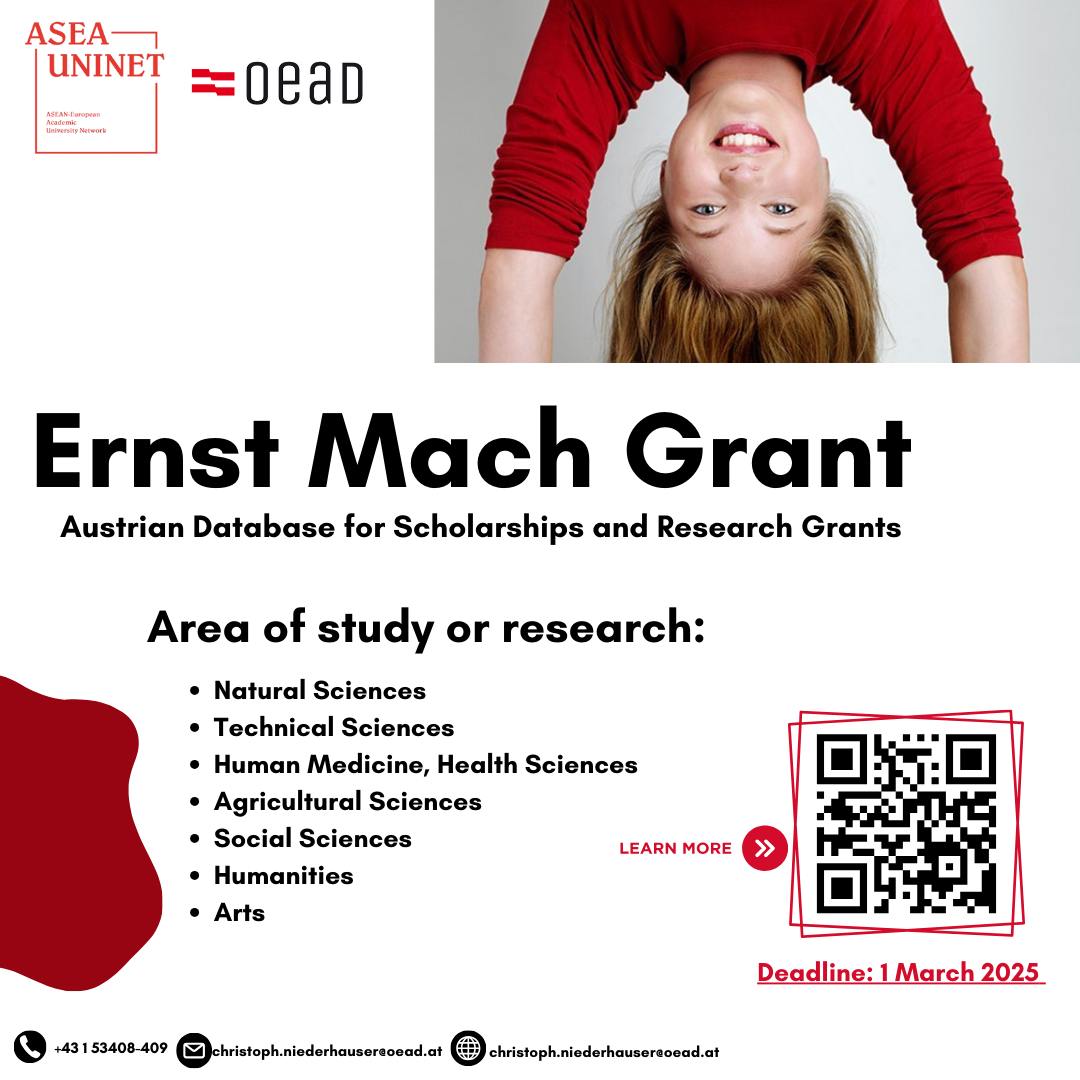 ASEA
UNINET
ASEAN-European
Academic
University Network
oead
Ernst Mach Grant
Austrian Database for Scholarships and Research Grants
Area of study or research:
• Natural Sciences
• Technical Sciences
• Human Medicine, Health Sciences
• Agricultural Sciences
• Social Sciences
• Humanities
• Arts
LEARN MORE
Deadline: 1 March 2025
+43 1 53408-409 christoph.niederhauser@oead.at christoph.niederhauser@oead.at